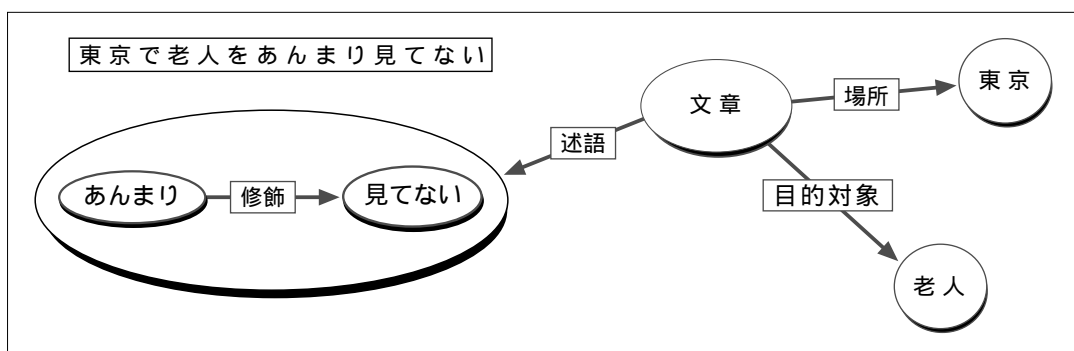 東京で老人をあんまり見てない
文章
場所
東京
述語
あんまり
修飾
見てない
目的対象
老人